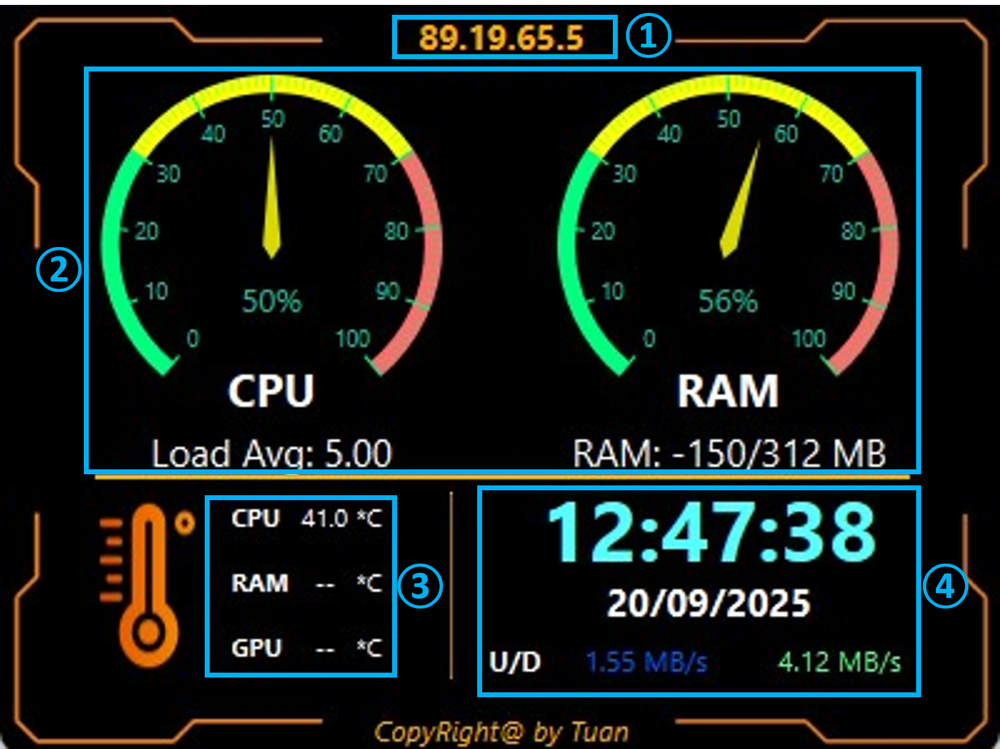 89.19.65.5 ①
50 50
40 60 40 60
30 70 30 70
20 80 20 80
②
10 90 10 90
50% 56%
0 100 0 100
CPU RAM
Load Avg: 5.00 RAM: -150/312 MB
CPU 41.0 *C
RAM -- *C ③
GPU -- *C
12:47:38
20/09/2025 ④
U/D 1.55 MB/s 4.12 MB/s
CopyRight@ by Tuan